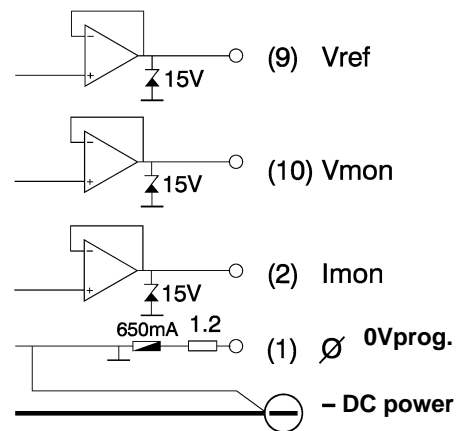 (9) Vref
15V
(10) Vmon
15V
(2) Imon
15V
650mA 1.2
(1) Ø 0Vprog.
– DC power